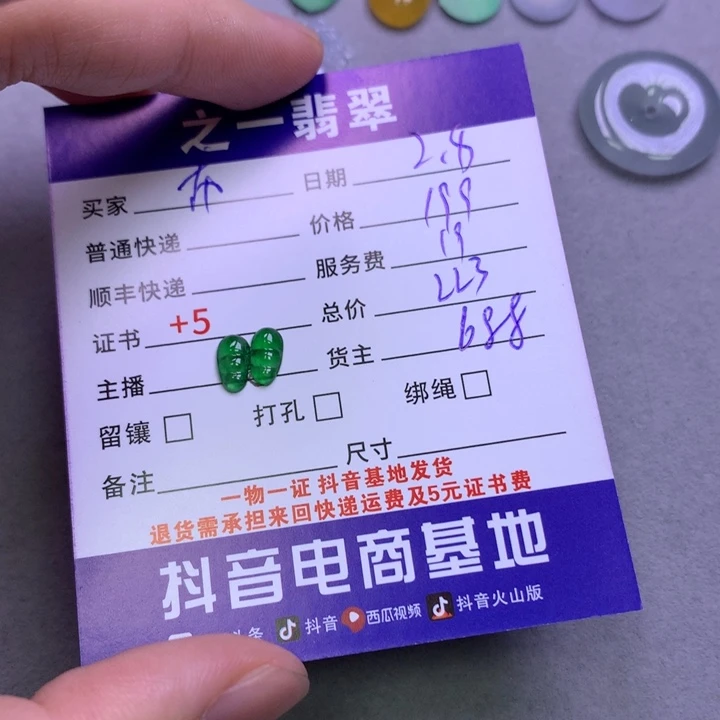 之一翡翠
买家 日期 2.8
普通快递 价格 199
顺丰快递 服务费 19
证书 +5 总价 223
主播 货主 688
留镶 打孔 绑绳
备注 尺寸
一物一证 抖音基地发货
退货需承担来回快递运费及5元证书费
抖音电商基地
头条 抖音 西瓜视频 抖音火山版